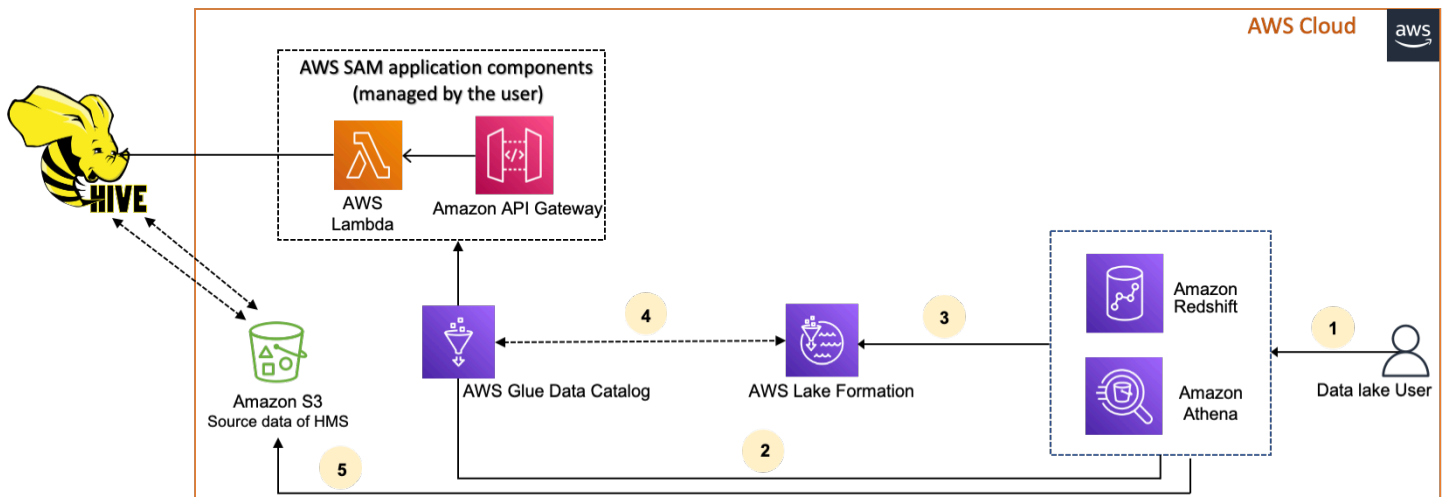 AWS Cloud
aws
AWS SAM application components
(managed by the user)
HIVE
AWS
Lambda
Amazon API Gateway
Amazon
Redshift
4
3
1
AWS Glue Data Catalog
AWS Lake Formation
Amazon
Athena
Data lake User
Amazon S3
Source data of HMS
2
5